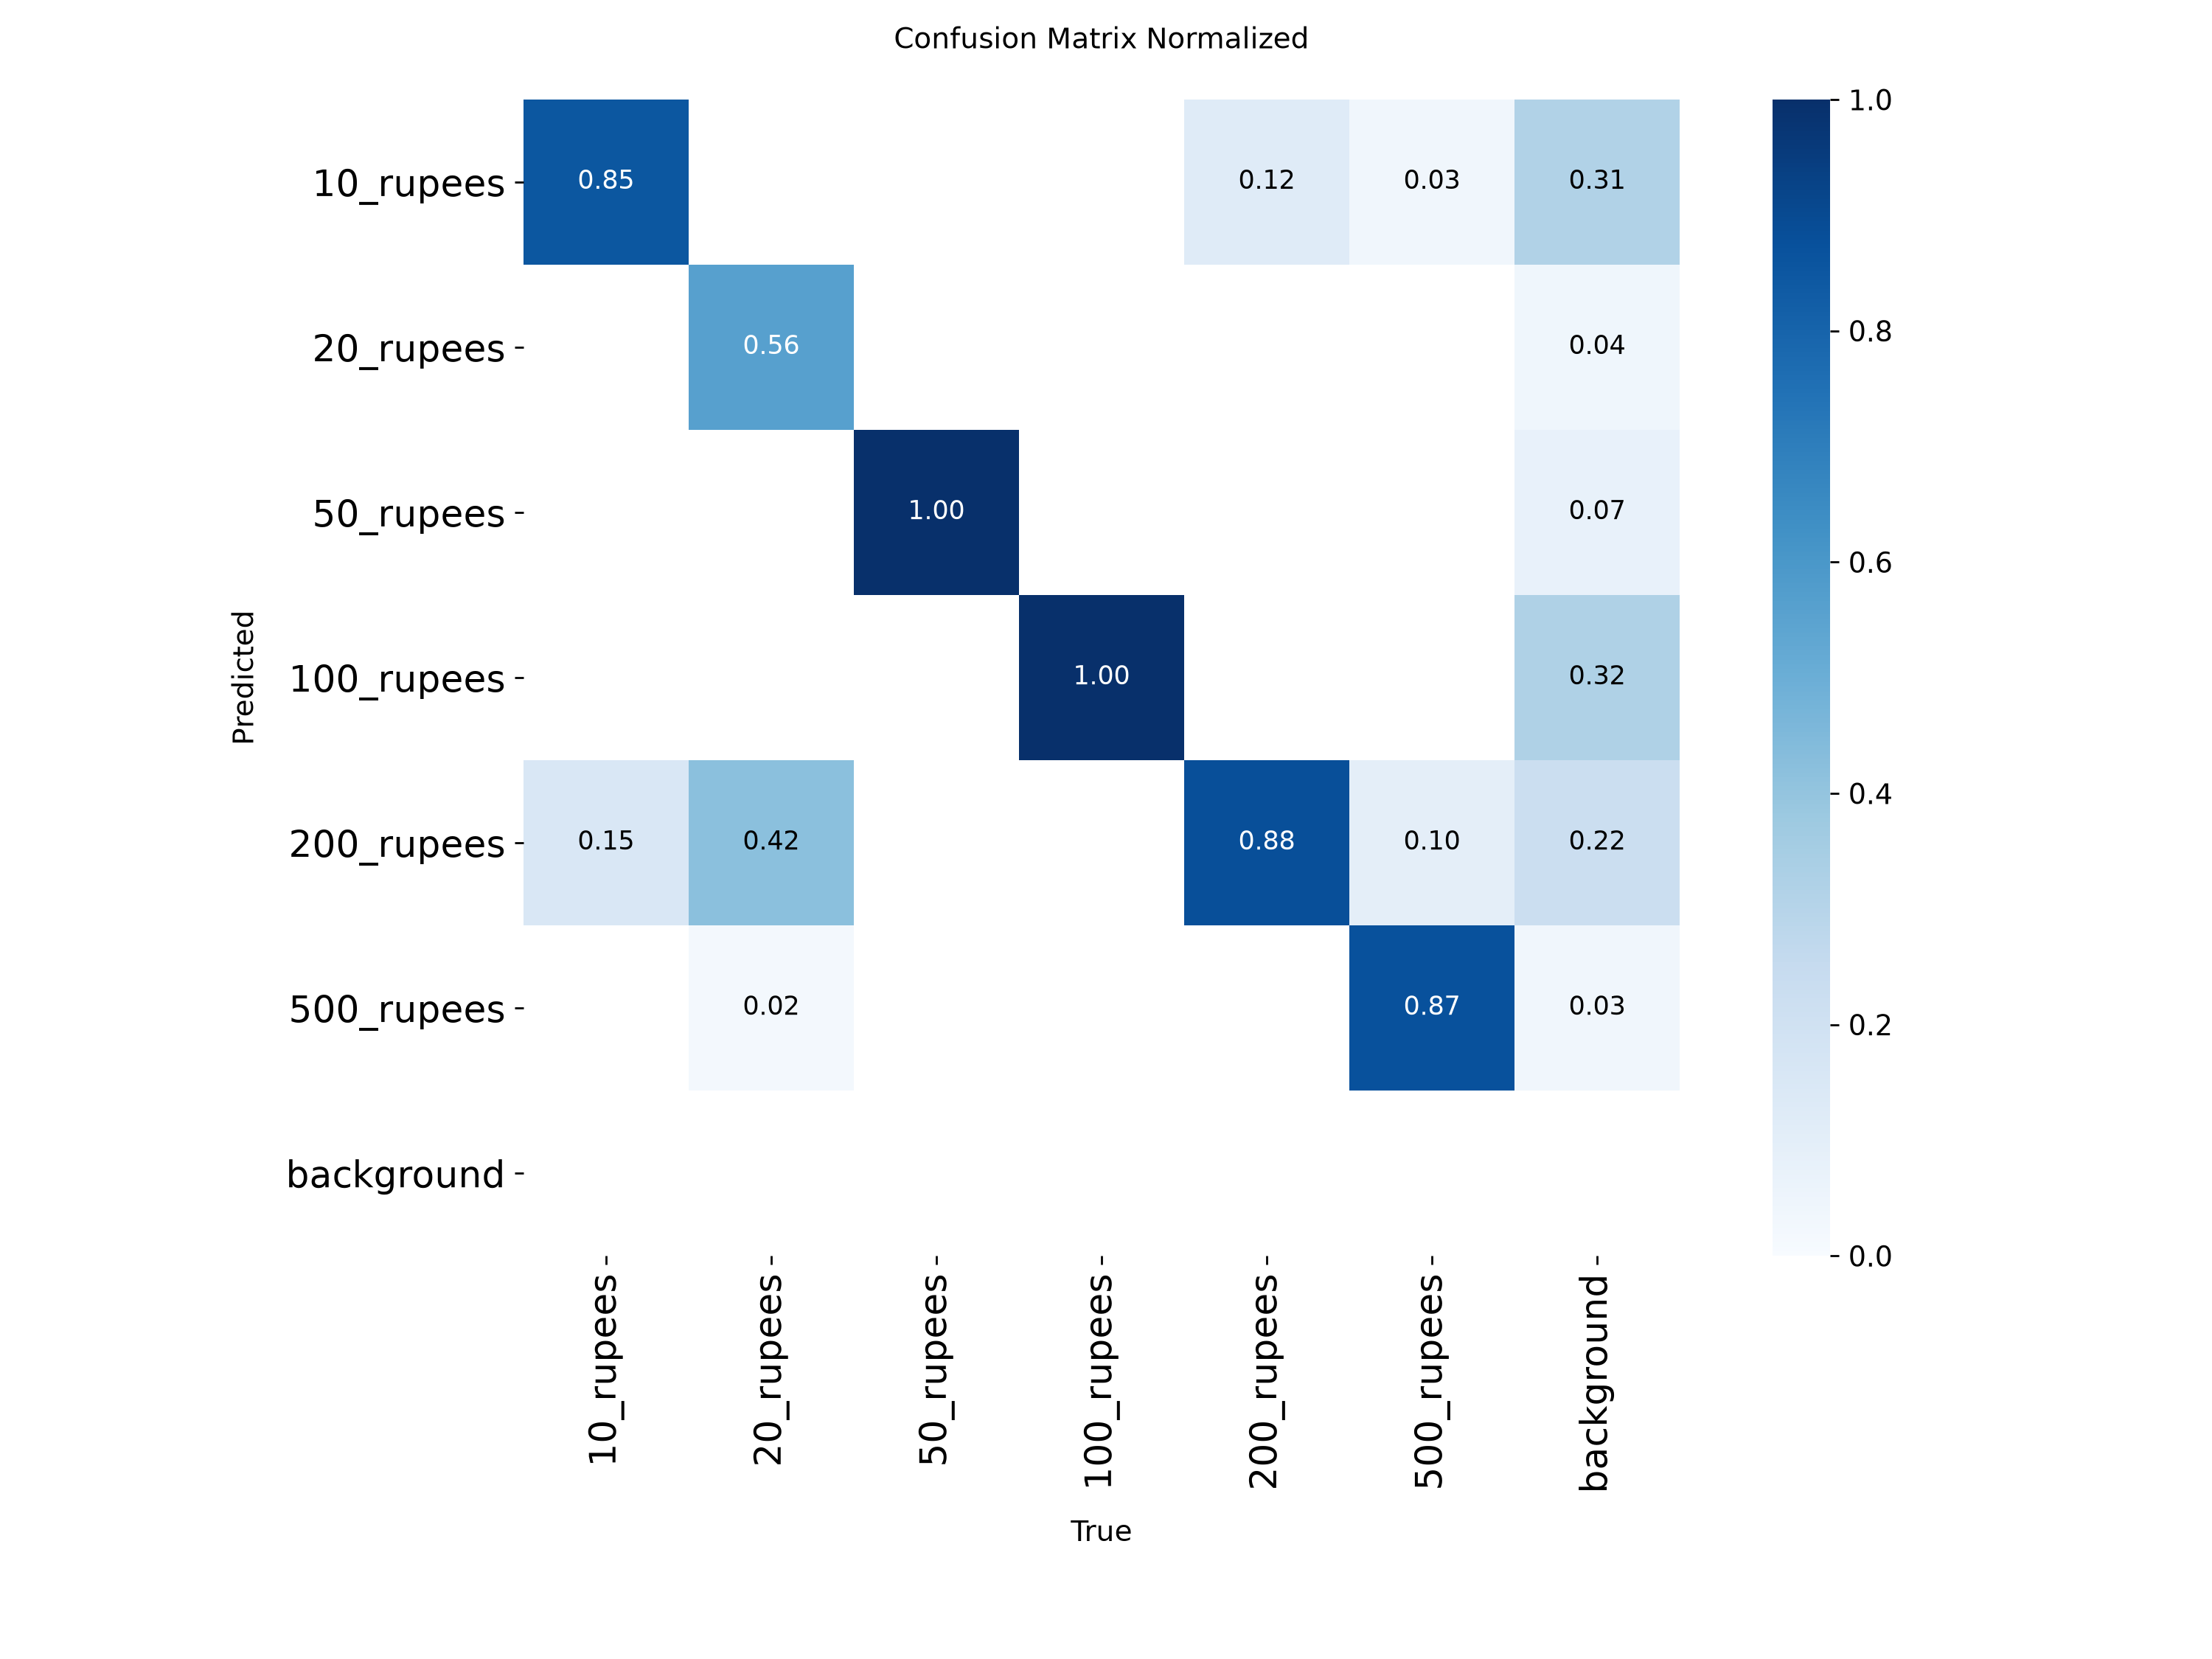 Confusion Matrix Normalized
10_rupees 0.85 0.12 0.03 0.31
20_rupees 0.56 0.04
50_rupees 1.00 0.07
100_rupees 1.00 0.32
200_rupees 0.15 0.42 0.88 0.10 0.22
500_rupees 0.02 0.87 0.03
background
Predicted
10_rupees 20_rupees 50_rupees 100_rupees 200_rupees 500_rupees background
True
1.0
0.8
0.6
0.4
0.2
0.0